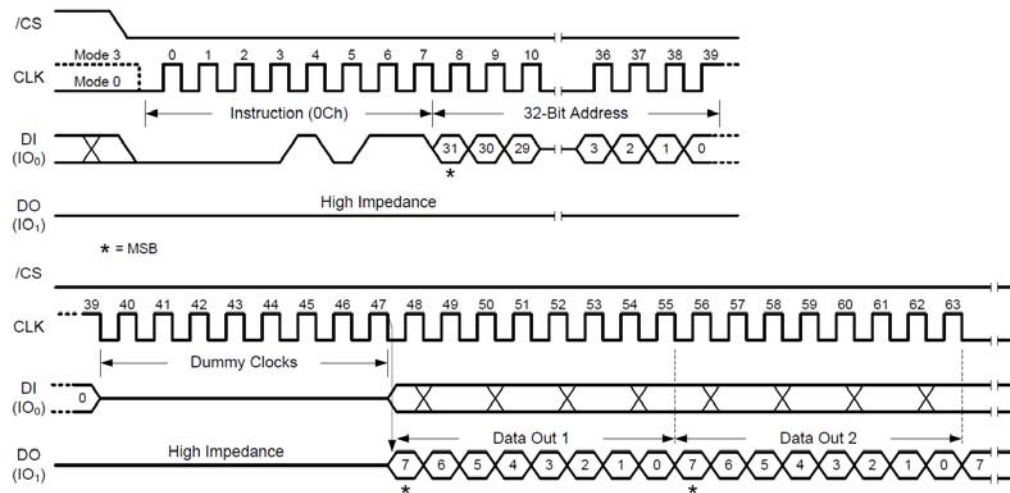 /CS
Mode 3 0 1 2 3 4 5 6 7 8 9 10 36 37 38 39
CLK Mode 0
Instruction (0Ch) 32-Bit Address
DI
(IO₀) 31 30 29 3 2 1 0
*
DO High Impedance
(IO₁)
* = MSB
/CS
39 40 41 42 43 44 45 46 47 48 49 50 51 52 53 54 55 56 57 58 59 60 61 62 63
CLK
Dummy Clocks
DI
(IO₀) 0
Data Out 1 Data Out 2
DO High Impedance
(IO₁) 7 6 5 4 3 2 1 0 7 6 5 4 3 2 1 0 7
* *